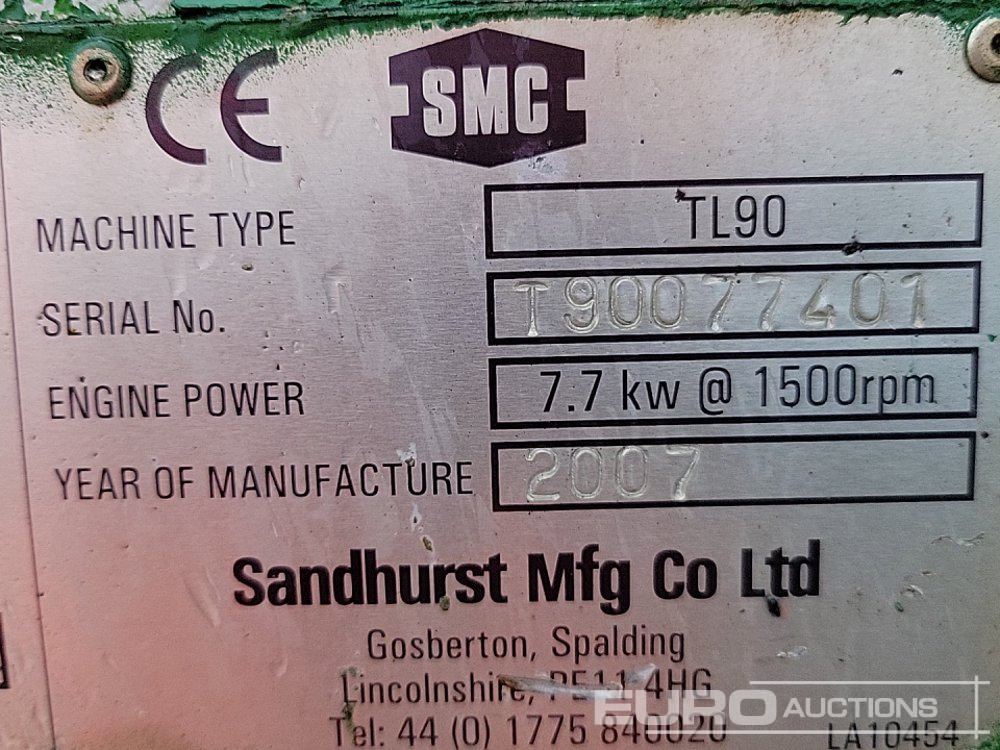 CE SMC
MACHINE TYPE TL90
SERIAL No. T90077401
ENGINE POWER 7.7 kw @ 1500rpm
YEAR OF MANUFACTURE 2007
Sandhurst Mfg Co Ltd
Gosberton, Spalding
Lincolnshire, PE11 4HG
Tel: 44 (0) 1775 840020
LA10454
EURO AUCTIONS